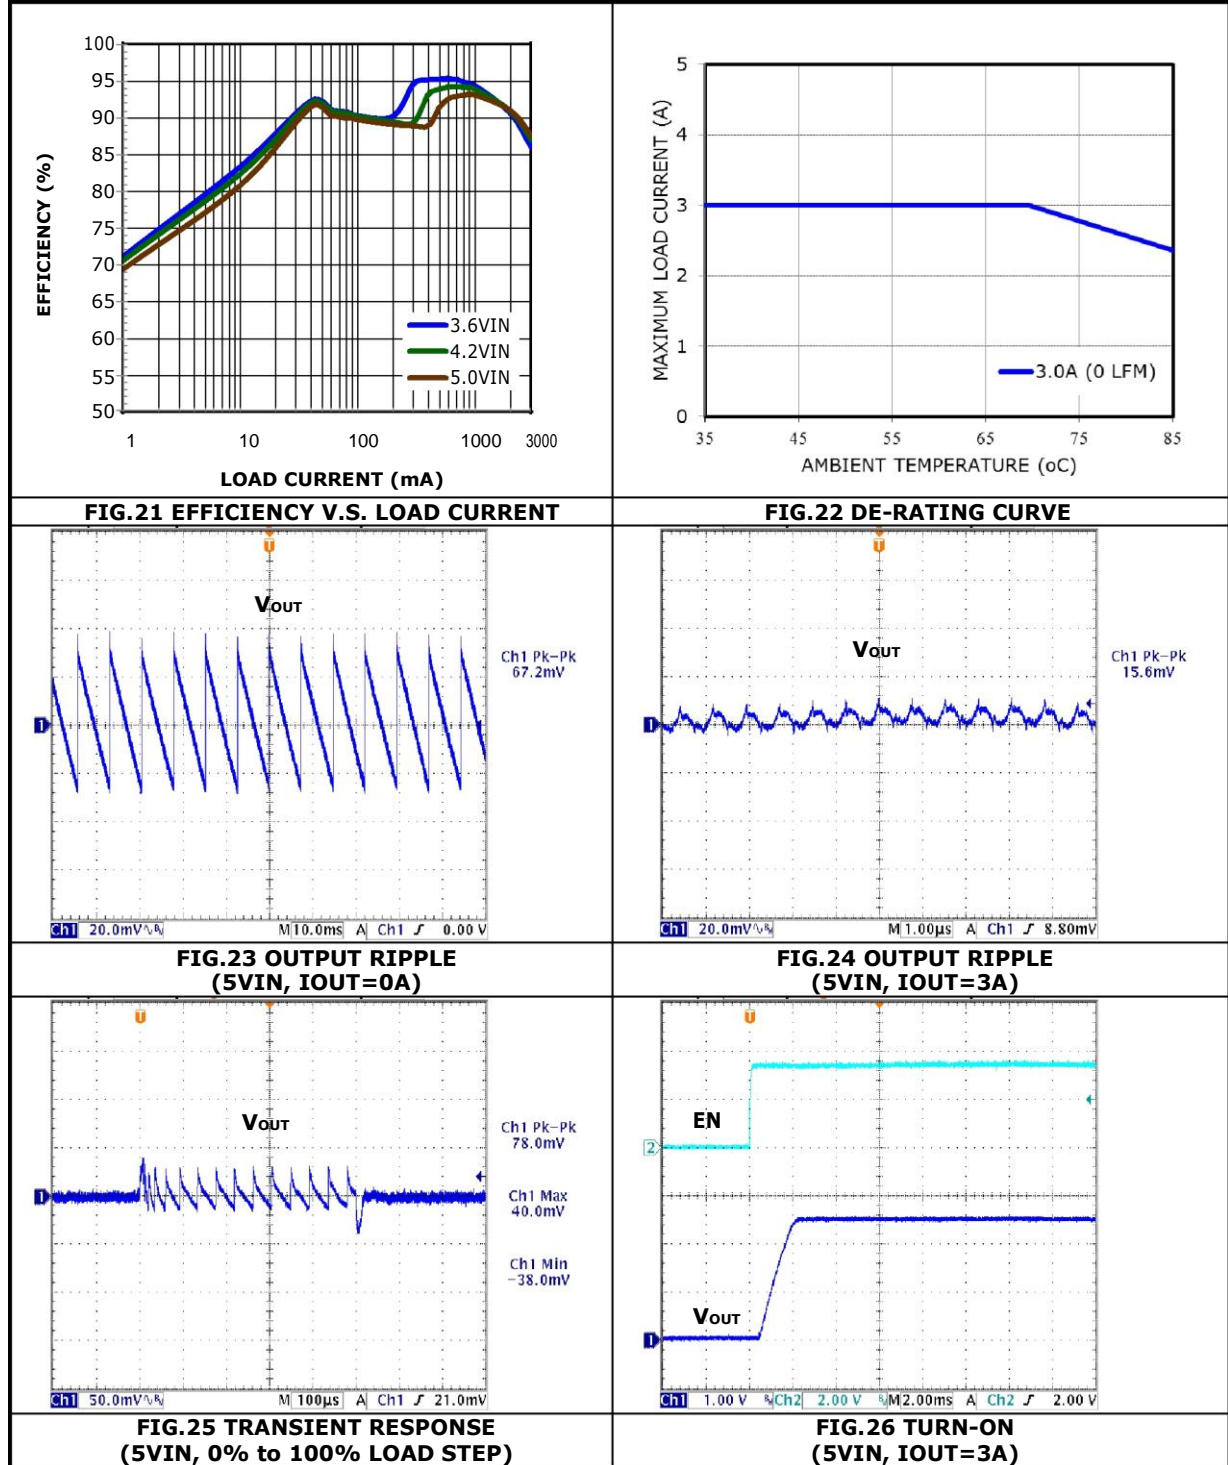 100
95
90
85
80
75
70
65
60
55
50
EFFICIENCY (%)
3.6VIN
4.2VIN
5.0VIN
1 10 100 1000 3000
LOAD CURRENT (mA)
5
4
3
2
1
0
MAXIMUM LOAD CURRENT (A)
3.0A (0 LFM)
35 45 55 65 75 85
AMBIENT TEMPERATURE (oC)
FIG.21 EFFICIENCY V.S. LOAD CURRENT
FIG.22 DE-RATING CURVE
T
VOUT
1
Ch1 Pk-Pk
67.2mV
Ch1 20.0mV∿ M 10.0ms A Ch1 ∫ 0.00 V
T
VOUT
1
Ch1 Pk-Pk
15.6mV
Ch1 20.0mV∿ M 1.00µs A Ch1 ∫ 8.80mV
FIG.23 OUTPUT RIPPLE
(5VIN, IOUT=0A)
FIG.24 OUTPUT RIPPLE
(5VIN, IOUT=3A)
T
VOUT
1
Ch1 Pk-Pk
78.0mV
Ch1 Max
40.0mV
Ch1 Min
-38.0mV
Ch1 50.0mV∿ M 100µs A Ch1 ∫ 21.0mV
T
EN
2
VOUT
1
Ch1 1.00 V Ch2 2.00 V M 2.00ms A Ch2 ∫ 2.00 V
FIG.25 TRANSIENT RESPONSE
(5VIN, 0% to 100% LOAD STEP)
FIG.26 TURN-ON
(5VIN, IOUT=3A)